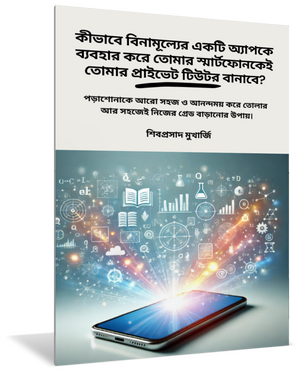 কীভাবে বিনামূল্যের একটি অ্যাপকে
ব্যবহার করে তোমার স্মার্টফোনকেই
তোমার প্রাইভেট টিউটর বানাবে?
পড়াশোনাকে আরো সহজ ও আনন্দময় করে তোলার
আর সহজেই নিজের গ্রেড বাড়ানোর উপায়।
শিবপ্রসাদ মুখার্জি